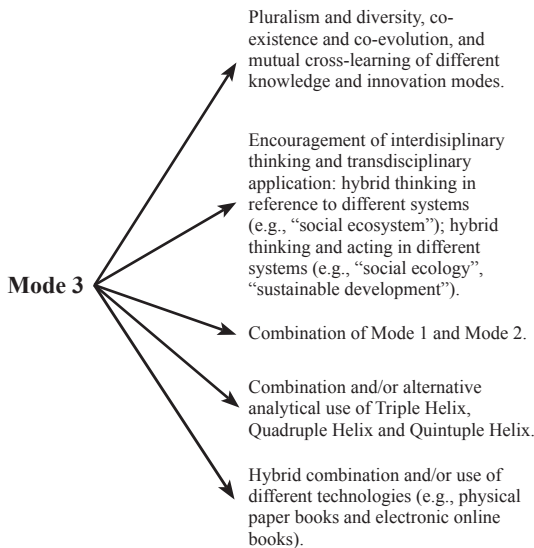 Pluralism and diversity, co-
existence and co-evolution, and
mutual cross-learning of different
knowledge and innovation modes.
Encouragement of interdisiplinary
thinking and transdisciplinary
application: hybrid thinking in
reference to different systems
(e.g., “social ecosystem”); hybrid
thinking and acting in different
systems (e.g., “social ecology”,
“sustainable development”).
Mode 3
Combination of Mode 1 and Mode 2.
Combination and/or alternative
analytical use of Triple Helix,
Quadruple Helix and Quintuple Helix.
Hybrid combination and/or use of
different technologies (e.g., physical
paper books and electronic online
books).